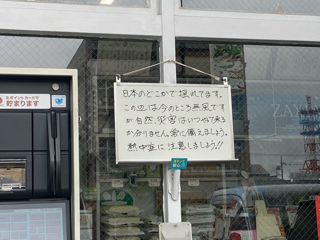 貯まります
日本のどこかで揺れてます。
この辺は今のところ無風です
が自然災害はいつやって来る
か分りません。常に備えましょう。
熱中症に注意しましょう!!
ZA